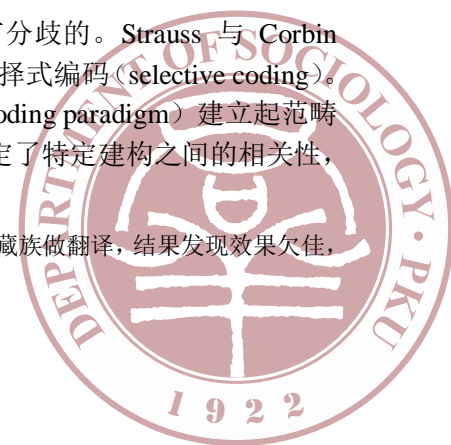 分歧的。Strauss 与 Corbin
择式编码（selective coding）。
oding paradigm）建立起范畴
定了特定建构之间的相关性，
藏族做翻译，结果发现效果欠佳，
DEPARTMENT OF SOCIOLOGY · PKU
1922